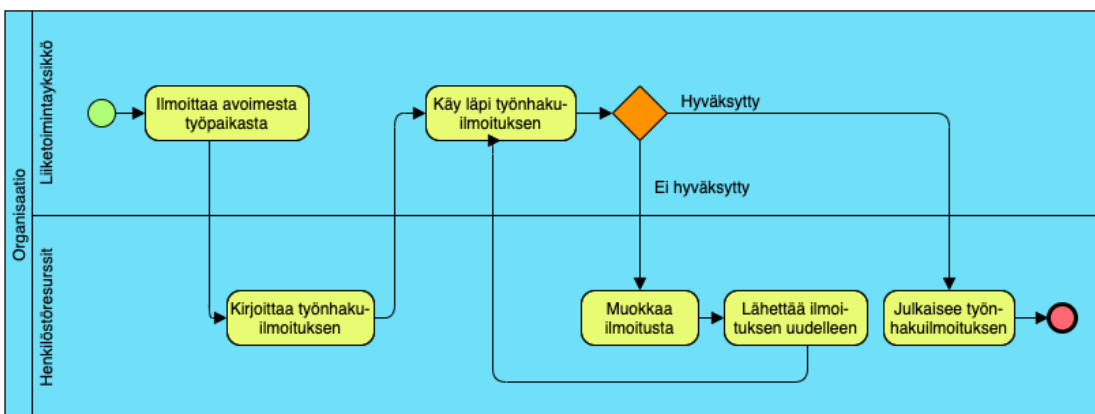 Organisaatio
Liiketoimintayksikkö
Ilmoittaa avoimesta
työpaikasta
Käy läpi työnhaku-
ilmoituksen
Hyväksytty
Ei hyväksytty
Henkilöstöresurssit
Kirjoittaa työnhaku-
ilmoituksen
Muokkaa
ilmoitusta
Lähettää ilmoi-
tuksen uudelleen
Julkaisee työn-
hakuilmoituksen